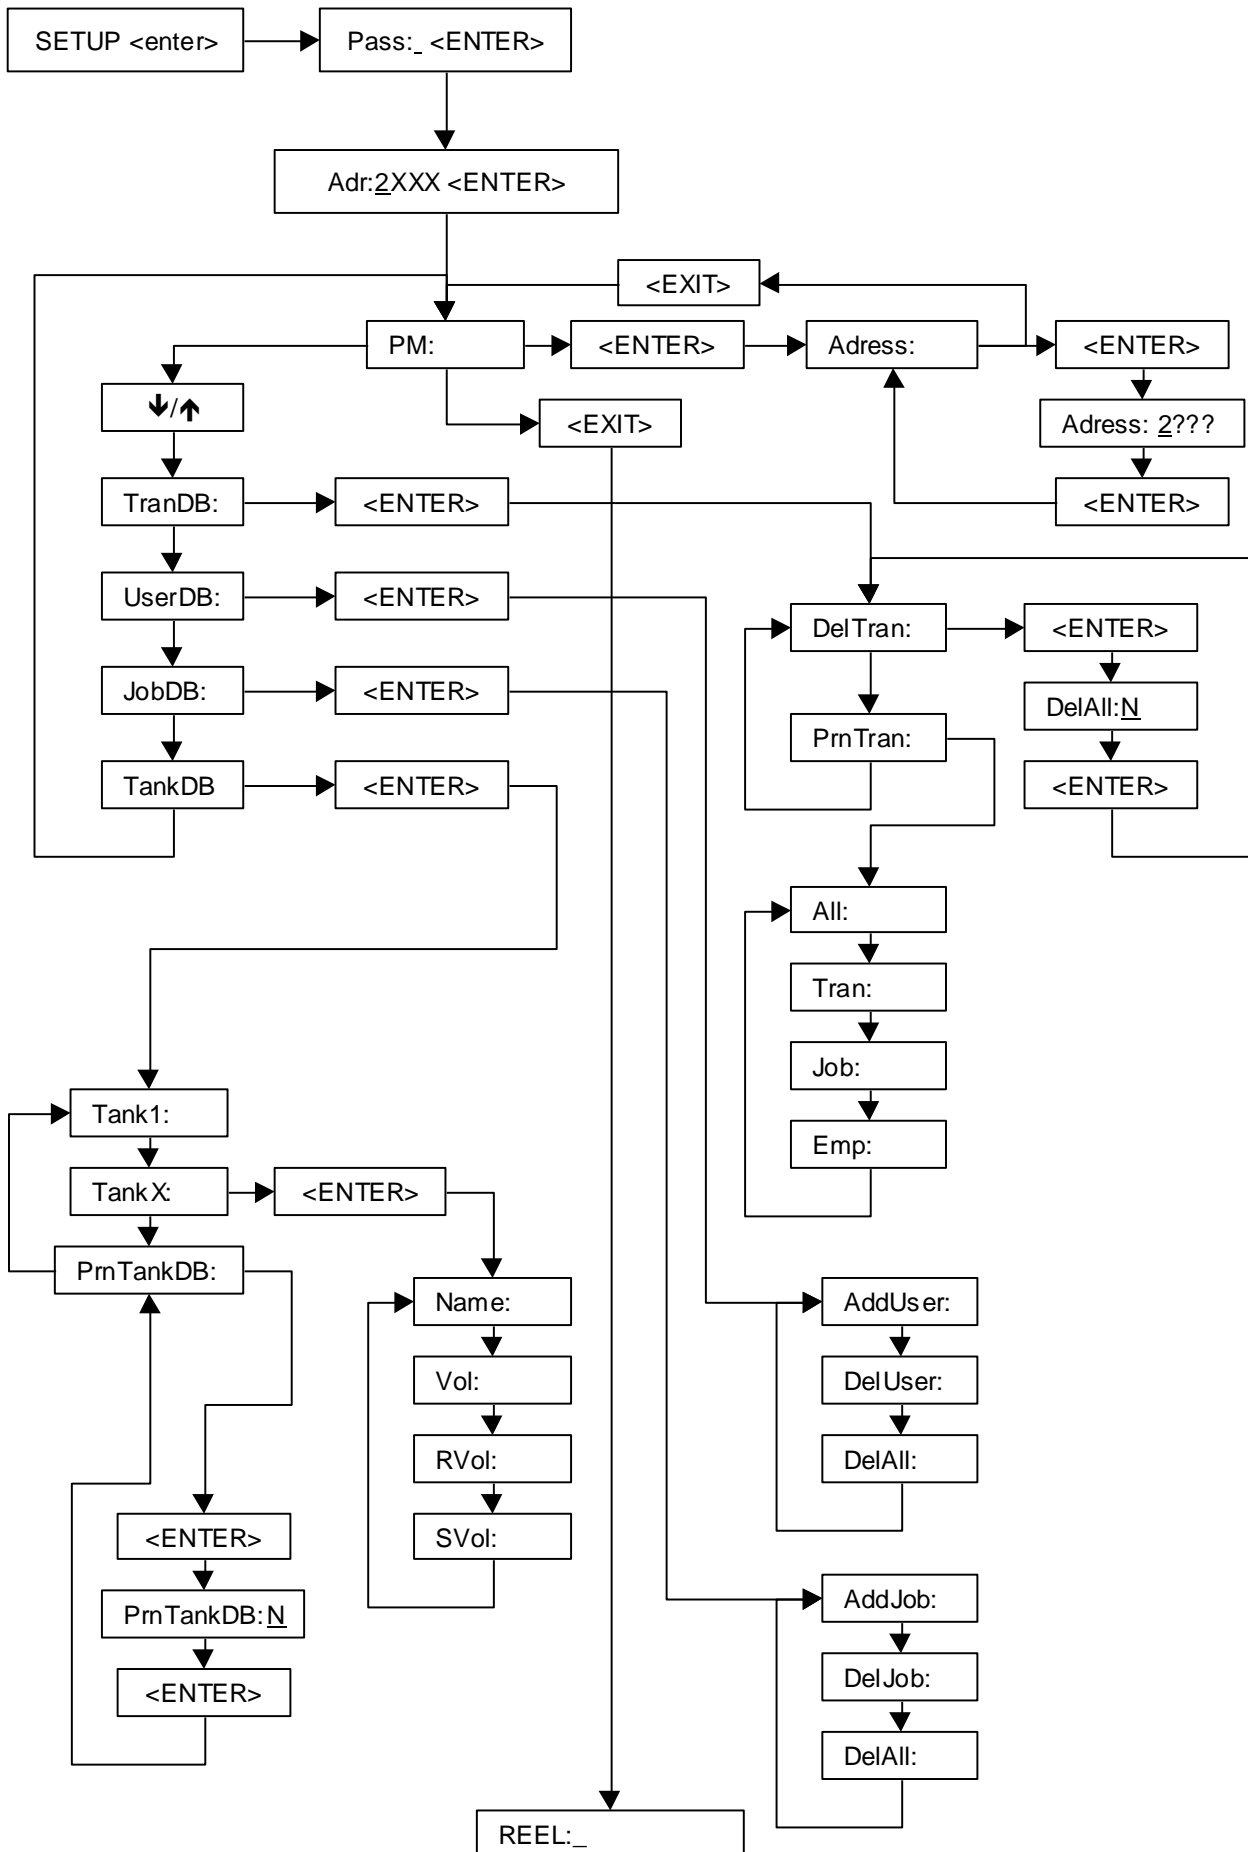 SETUP <enter>
Pass:_ <ENTER>
Adr:2XXX <ENTER>
<EXIT>
PM:
<ENTER>
Adress:
<ENTER>
↓/↑
<EXIT>
Adress: 2???
TranDB:
<ENTER>
<ENTER>
UserDB:
<ENTER>
DelTran:
<ENTER>
JobDB:
<ENTER>
DelAll:N
PrnTran:
TankDB
<ENTER>
<ENTER>
All:
Tran:
Job:
Emp:
Tank1:
TankX:
<ENTER>
PrnTankDB:
Name:
AddUser:
Vol:
DelUser:
RVol:
DelAll:
SVol:
<ENTER>
PrnTankDB:N
<ENTER>
AddJob:
DelJob:
DelAll:
REEL:_